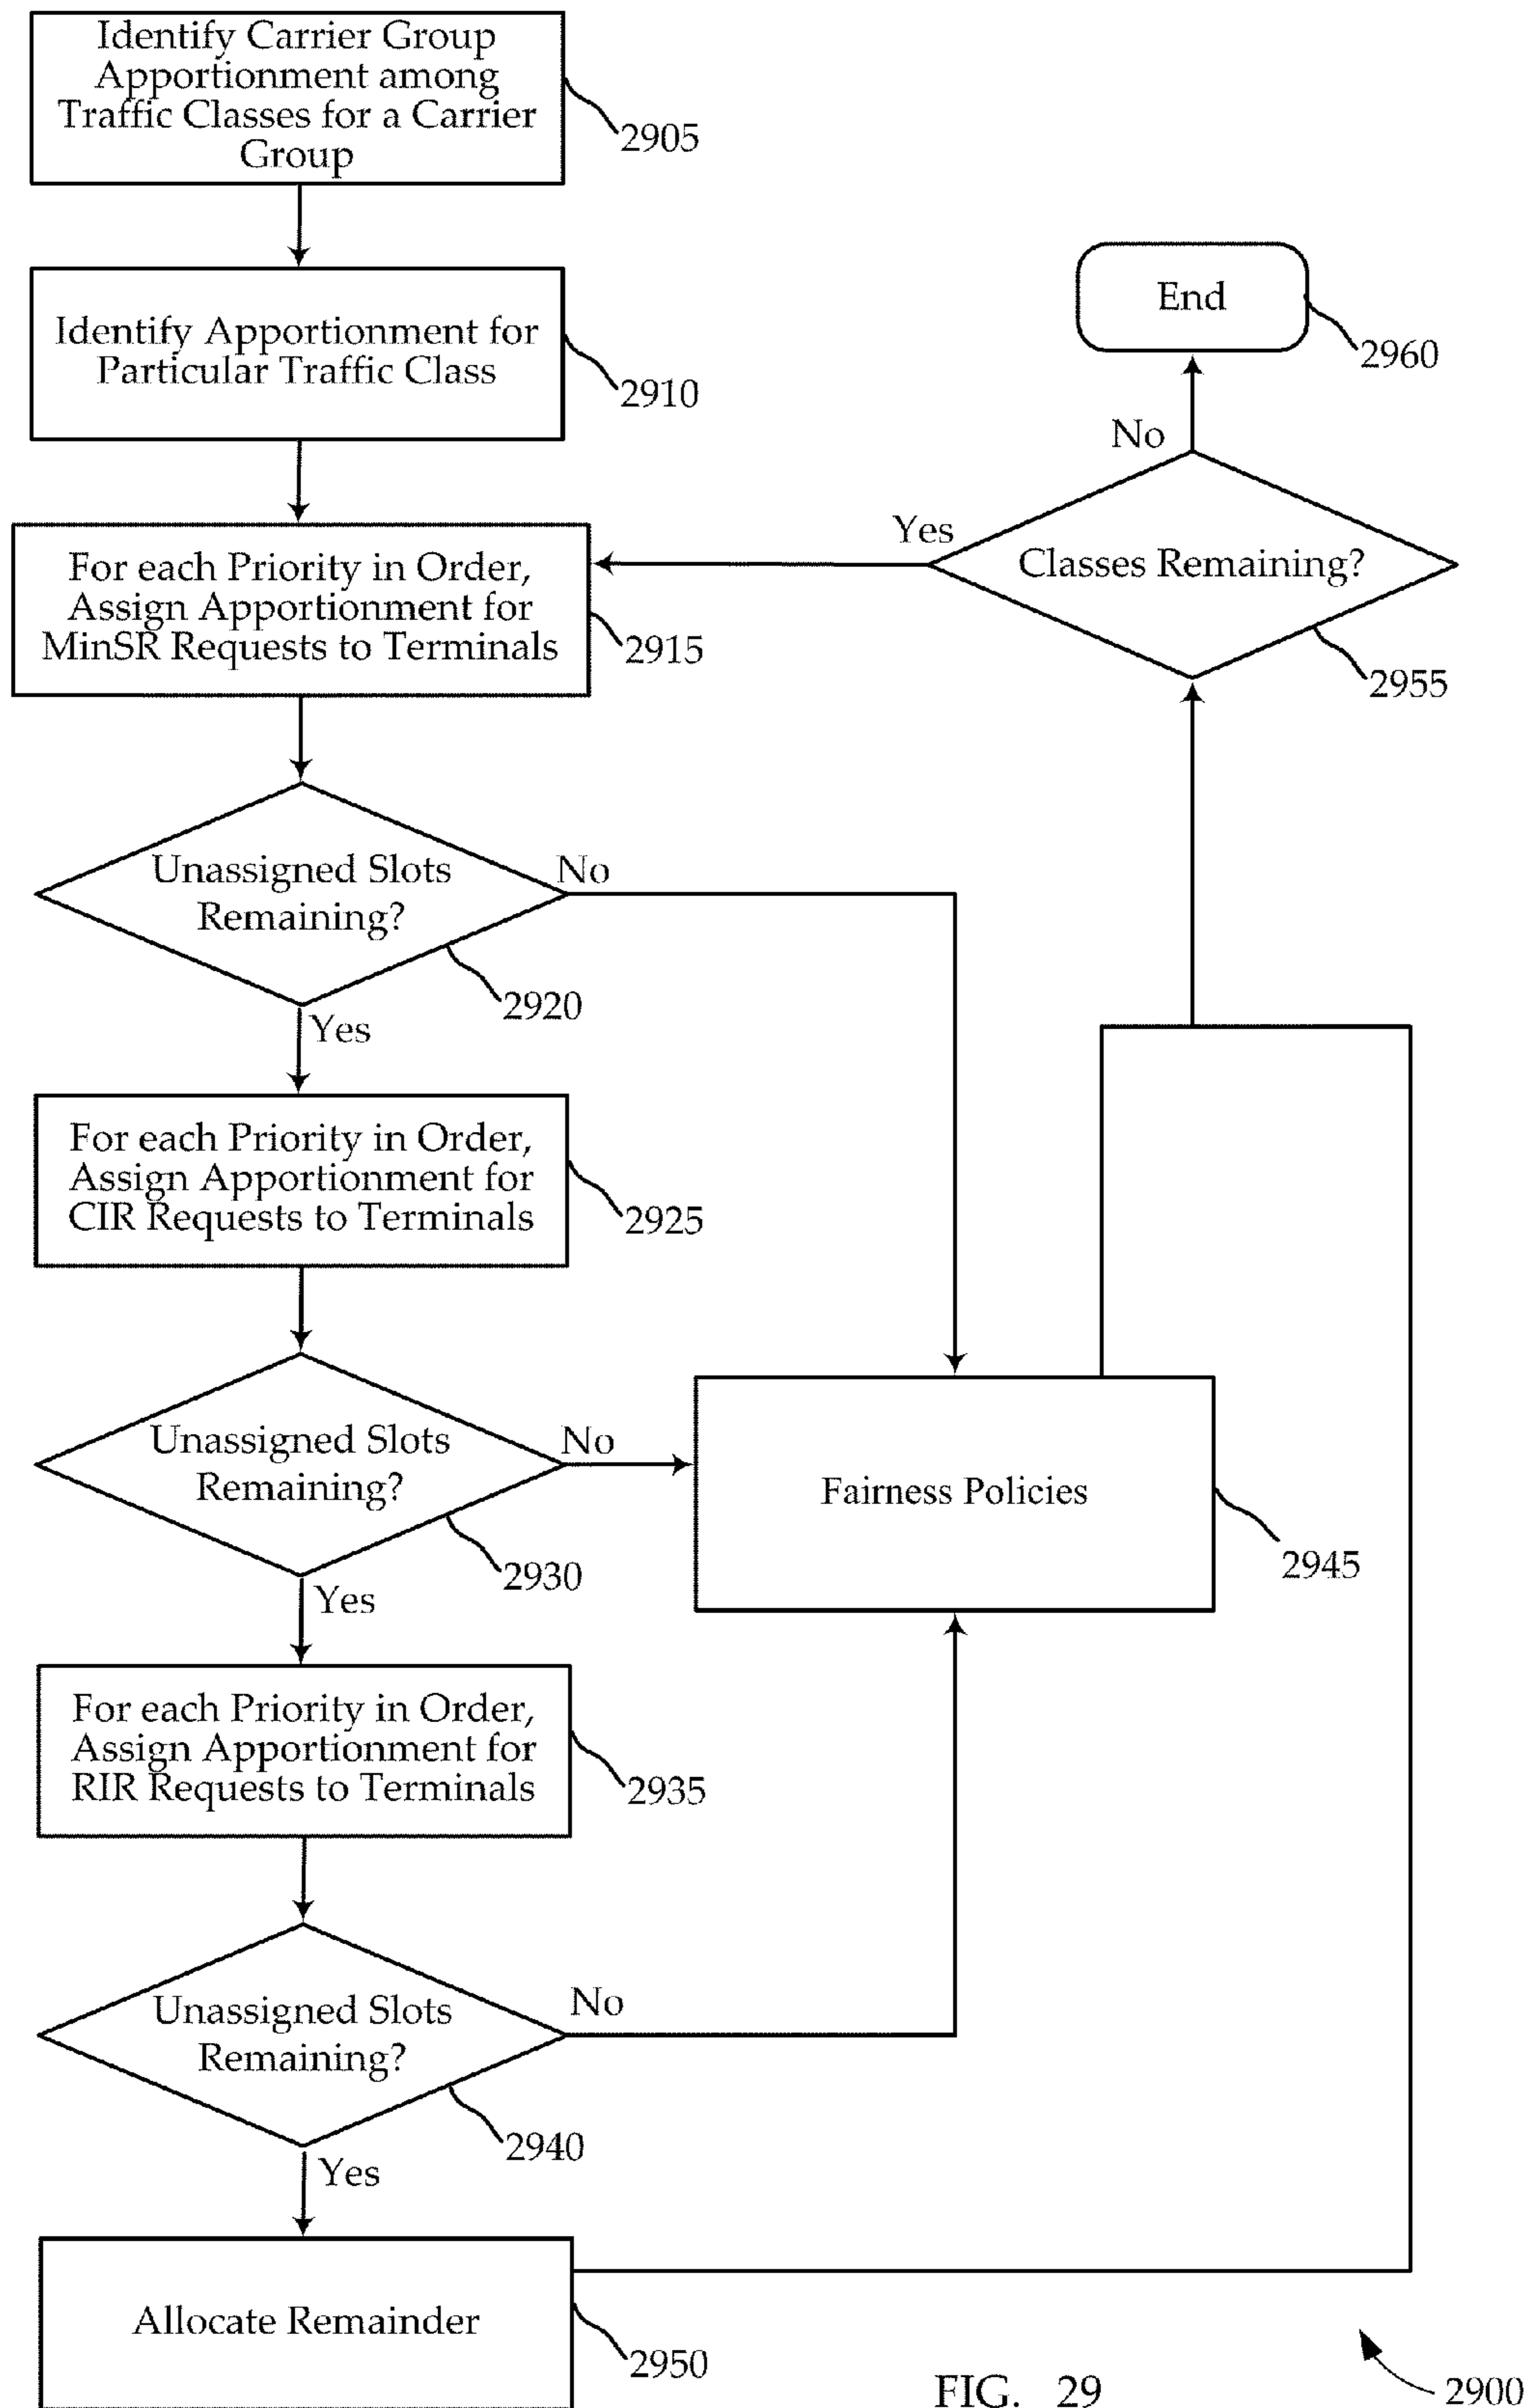 Identify Carrier Group
Apportionment among
Traffic Classes for a Carrier
Group
2905
Identify Apportionment for
Particular Traffic Class
2910
End
2960
No
Yes
Classes Remaining?
2955
For each Priority in Order,
Assign Apportionment for
MinSR Requests to Terminals
2915
Unassigned Slots
Remaining?
No
2920
Yes
For each Priority in Order,
Assign Apportionment for
CIR Requests to Terminals
2925
Unassigned Slots
Remaining?
No
2930
Yes
Fairness Policies
2945
For each Priority in Order,
Assign Apportionment for
RIR Requests to Terminals
2935
Unassigned Slots
Remaining?
No
2940
Yes
Allocate Remainder
2950
FIG. 29
2900